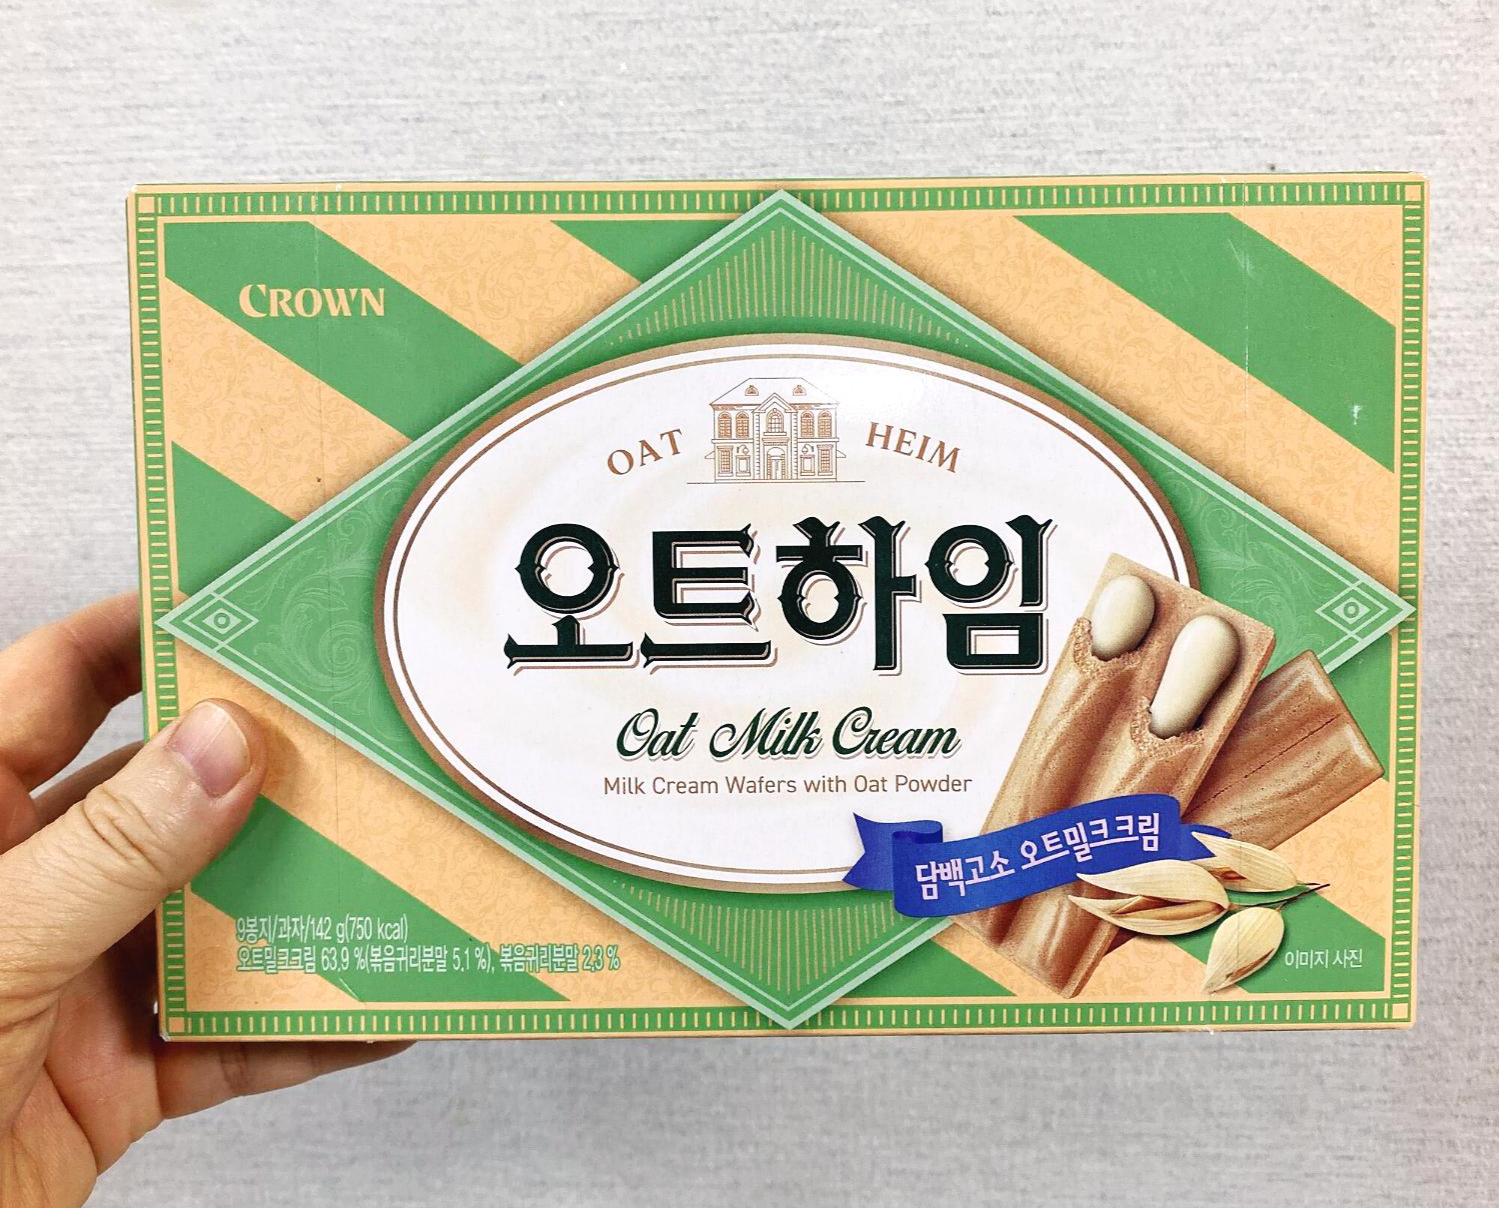 CROWN
OAT HEIM
오트하임
Oat Milk Cream
Milk Cream Wafers with Oat Powder
담백고소 오트밀크크림
9봉지/과자/142 g(750 kcal)
오트밀크크림 63.9 %(볶음귀리분말 5.1 %), 볶음귀리분말 2.3 %
이미지 사진